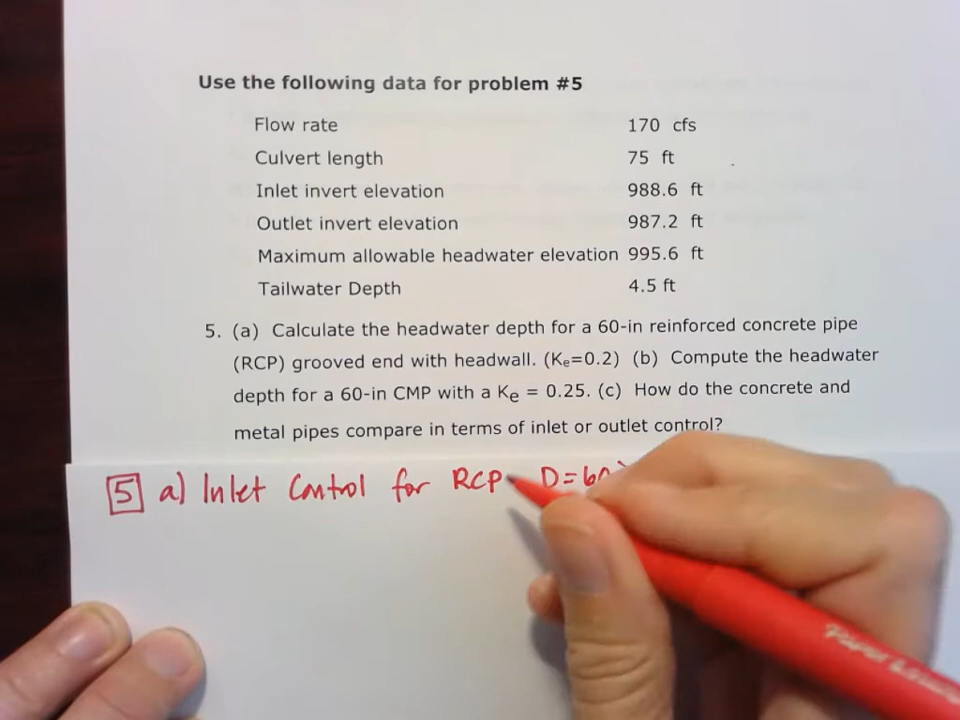 Use the following data for problem #5
Flow rate 170 cfs
Culvert length 75 ft
Inlet invert elevation 988.6 ft
Outlet invert elevation 987.2 ft
Maximum allowable headwater elevation 995.6 ft
Tailwater Depth 4.5 ft
5. (a) Calculate the headwater depth for a 60-in reinforced concrete pipe
(RCP) grooved end with headwall. (Ke=0.2) (b) Compute the headwater
depth for a 60-in CMP with a Ke = 0.25. (c) How do the concrete and
metal pipes compare in terms of inlet or outlet control?
5 a) Inlet Control for RCP D=60